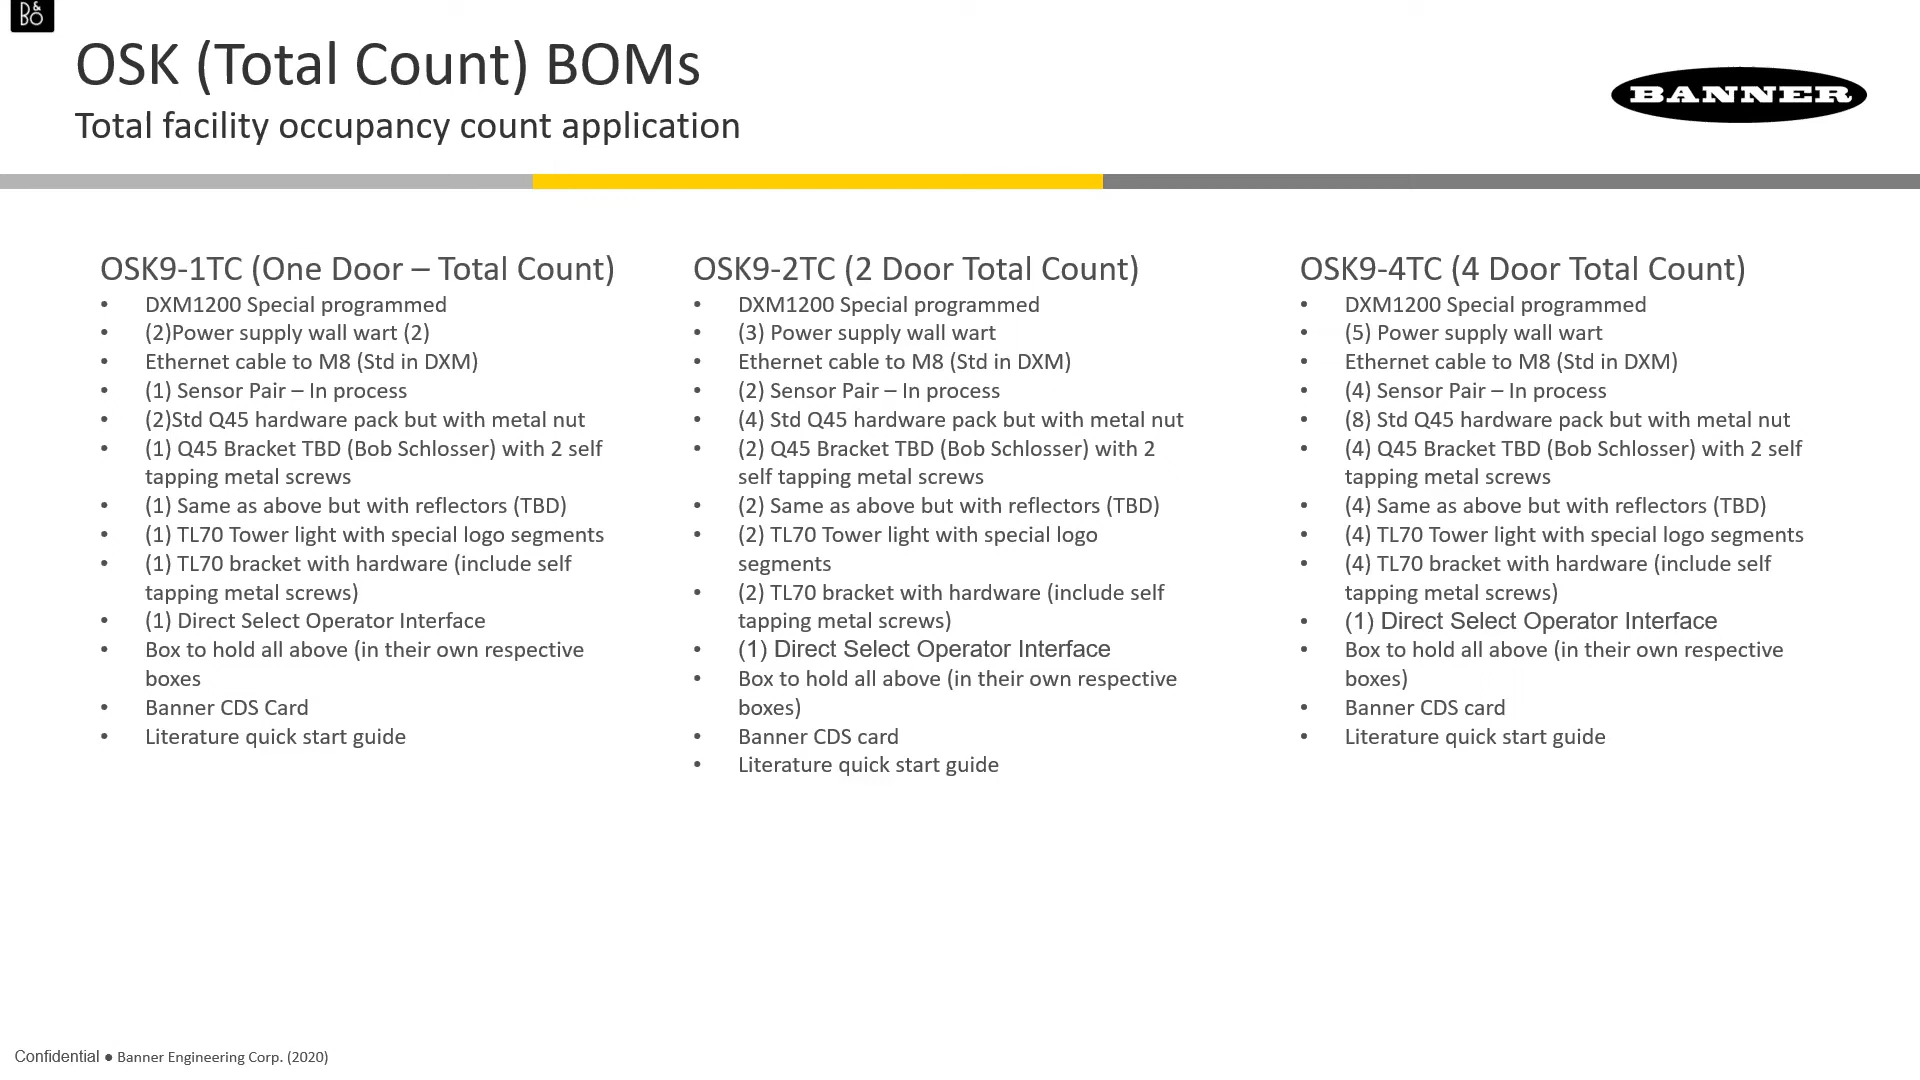 B&O
OSK (Total Count) BOMs
Total facility occupancy count application
BANNER
OSK9-1TC (One Door – Total Count)
• DXM1200 Special programmed
• (2)Power supply wall wart (2)
• Ethernet cable to M8 (Std in DXM)
• (1) Sensor Pair – In process
• (2)Std Q45 hardware pack but with metal nut
• (1) Q45 Bracket TBD (Bob Schlosser) with 2 self
tapping metal screws
• (1) Same as above but with reflectors (TBD)
• (1) TL70 Tower light with special logo segments
• (1) TL70 bracket with hardware (include self
tapping metal screws)
• (1) Direct Select Operator Interface
• Box to hold all above (in their own respective
boxes
• Banner CDS Card
• Literature quick start guide
OSK9-2TC (2 Door Total Count)
• DXM1200 Special programmed
• (3) Power supply wall wart
• Ethernet cable to M8 (Std in DXM)
• (2) Sensor Pair – In process
• (4) Std Q45 hardware pack but with metal nut
• (2) Q45 Bracket TBD (Bob Schlosser) with 2
self tapping metal screws
• (2) Same as above but with reflectors (TBD)
• (2) TL70 Tower light with special logo
segments
• (2) TL70 bracket with hardware (include self
tapping metal screws)
• (1) Direct Select Operator Interface
• Box to hold all above (in their own respective
boxes)
• Banner CDS card
• Literature quick start guide
OSK9-4TC (4 Door Total Count)
• DXM1200 Special programmed
• (5) Power supply wall wart
• Ethernet cable to M8 (Std in DXM)
• (4) Sensor Pair – In process
• (8) Std Q45 hardware pack but with metal nut
• (4) Q45 Bracket TBD (Bob Schlosser) with 2 self
tapping metal screws
• (4) Same as above but with reflectors (TBD)
• (4) TL70 Tower light with special logo segments
• (4) TL70 bracket with hardware (include self
tapping metal screws)
• (1) Direct Select Operator Interface
• Box to hold all above (in their own respective
boxes)
• Banner CDS card
• Literature quick start guide
Confidential ● Banner Engineering Corp. (2020)